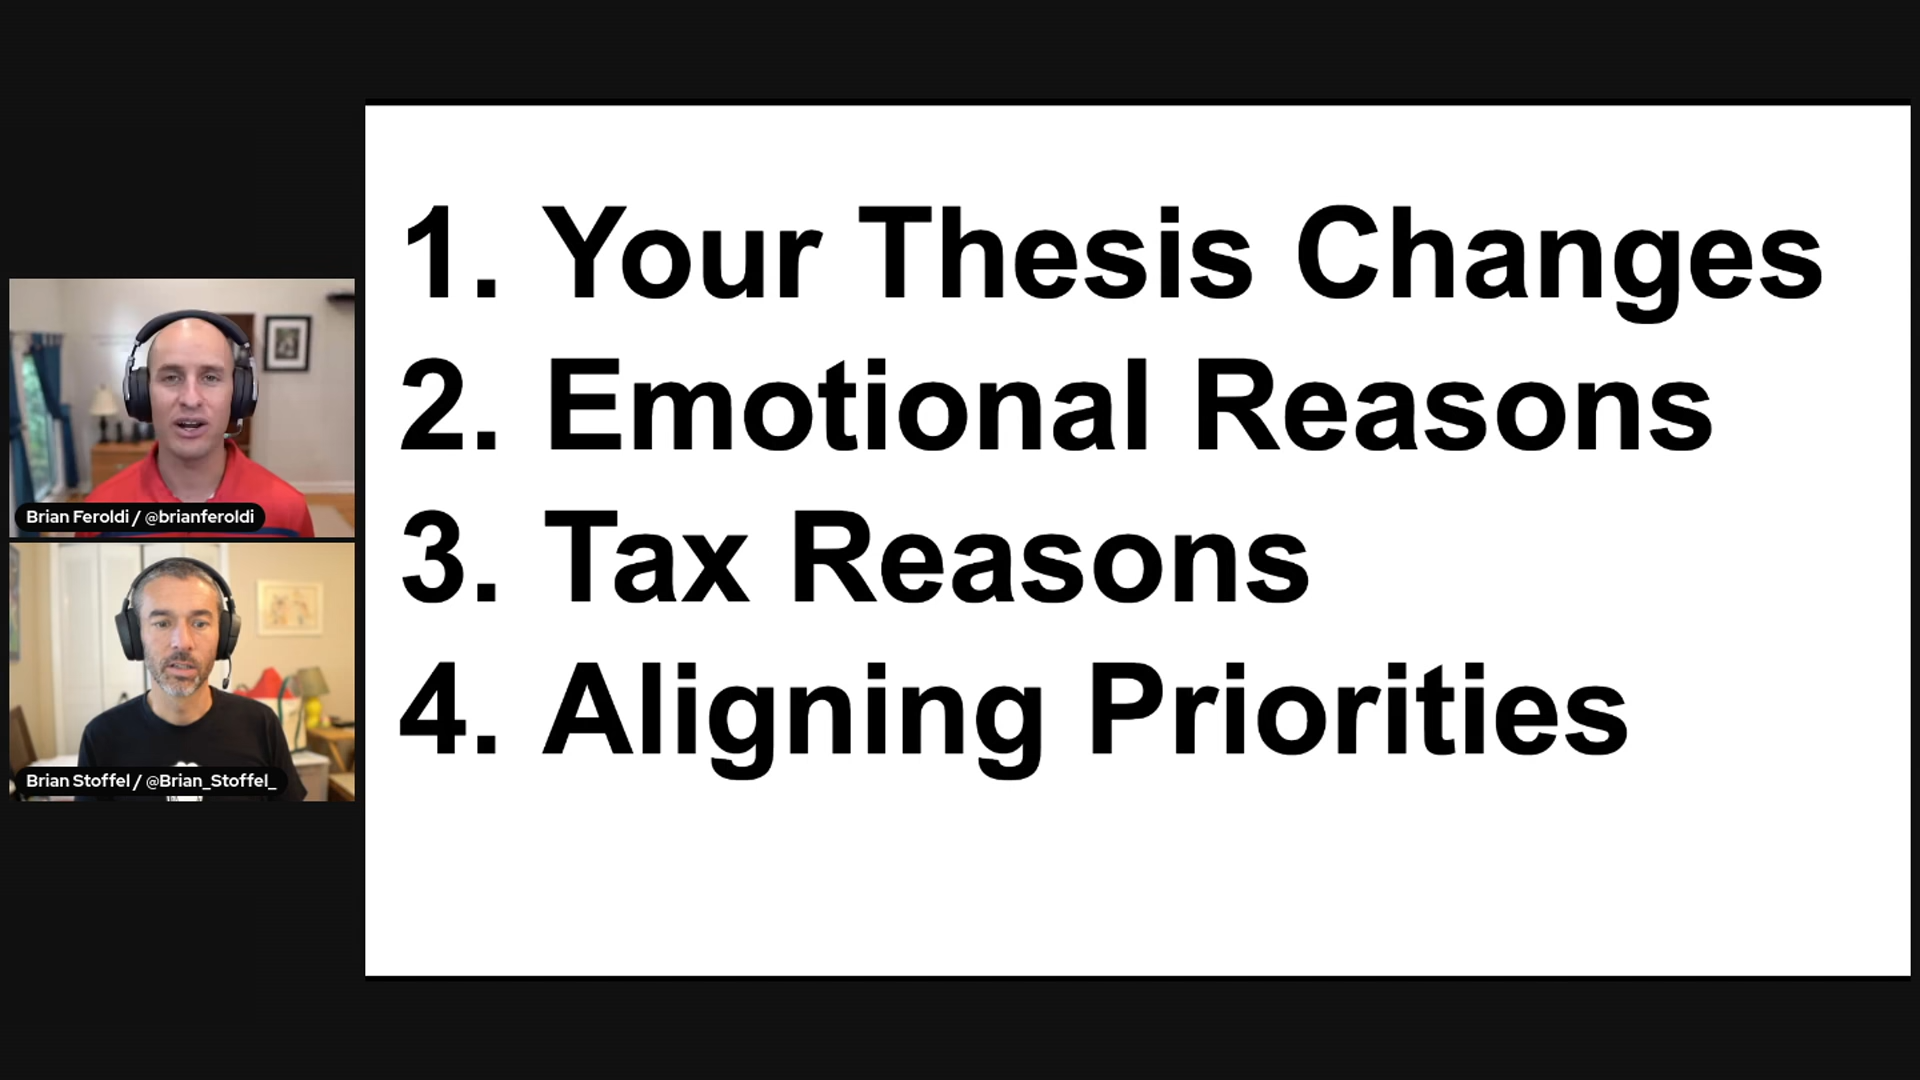 1. Your Thesis Changes
2. Emotional Reasons
3. Tax Reasons
4. Aligning Priorities
Brian Feroldi / @brianferoldi
Brian Stoffel / @Brian_Stoffel_